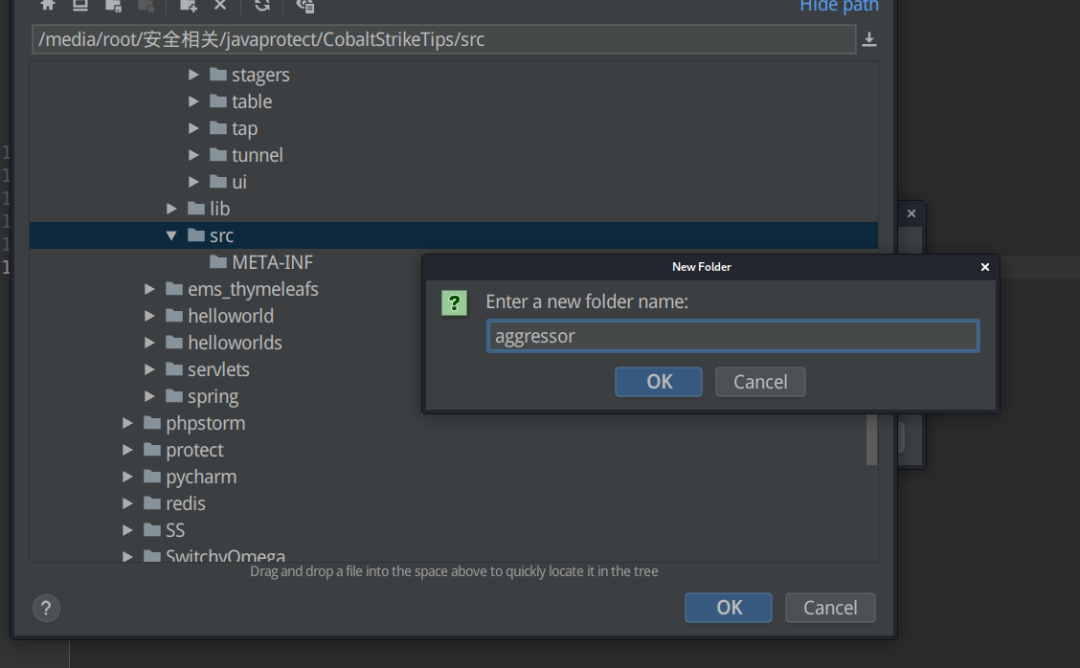 Hide path
/media/root/安全相关/javaprotect/CobaltStrikeTips/src
stagers
table
tap
tunnel
ui
lib
src
META-INF
New Folder
Enter a new folder name:
aggressor
OK
Cancel
ems_thymeleafs
helloworld
helloworlds
servlets
spring
phpstorm
protect
pycharm
redis
SS
SwitchyOmega
Drag and drop a file into the space above to quickly locate it in the tree
?
OK
Cancel